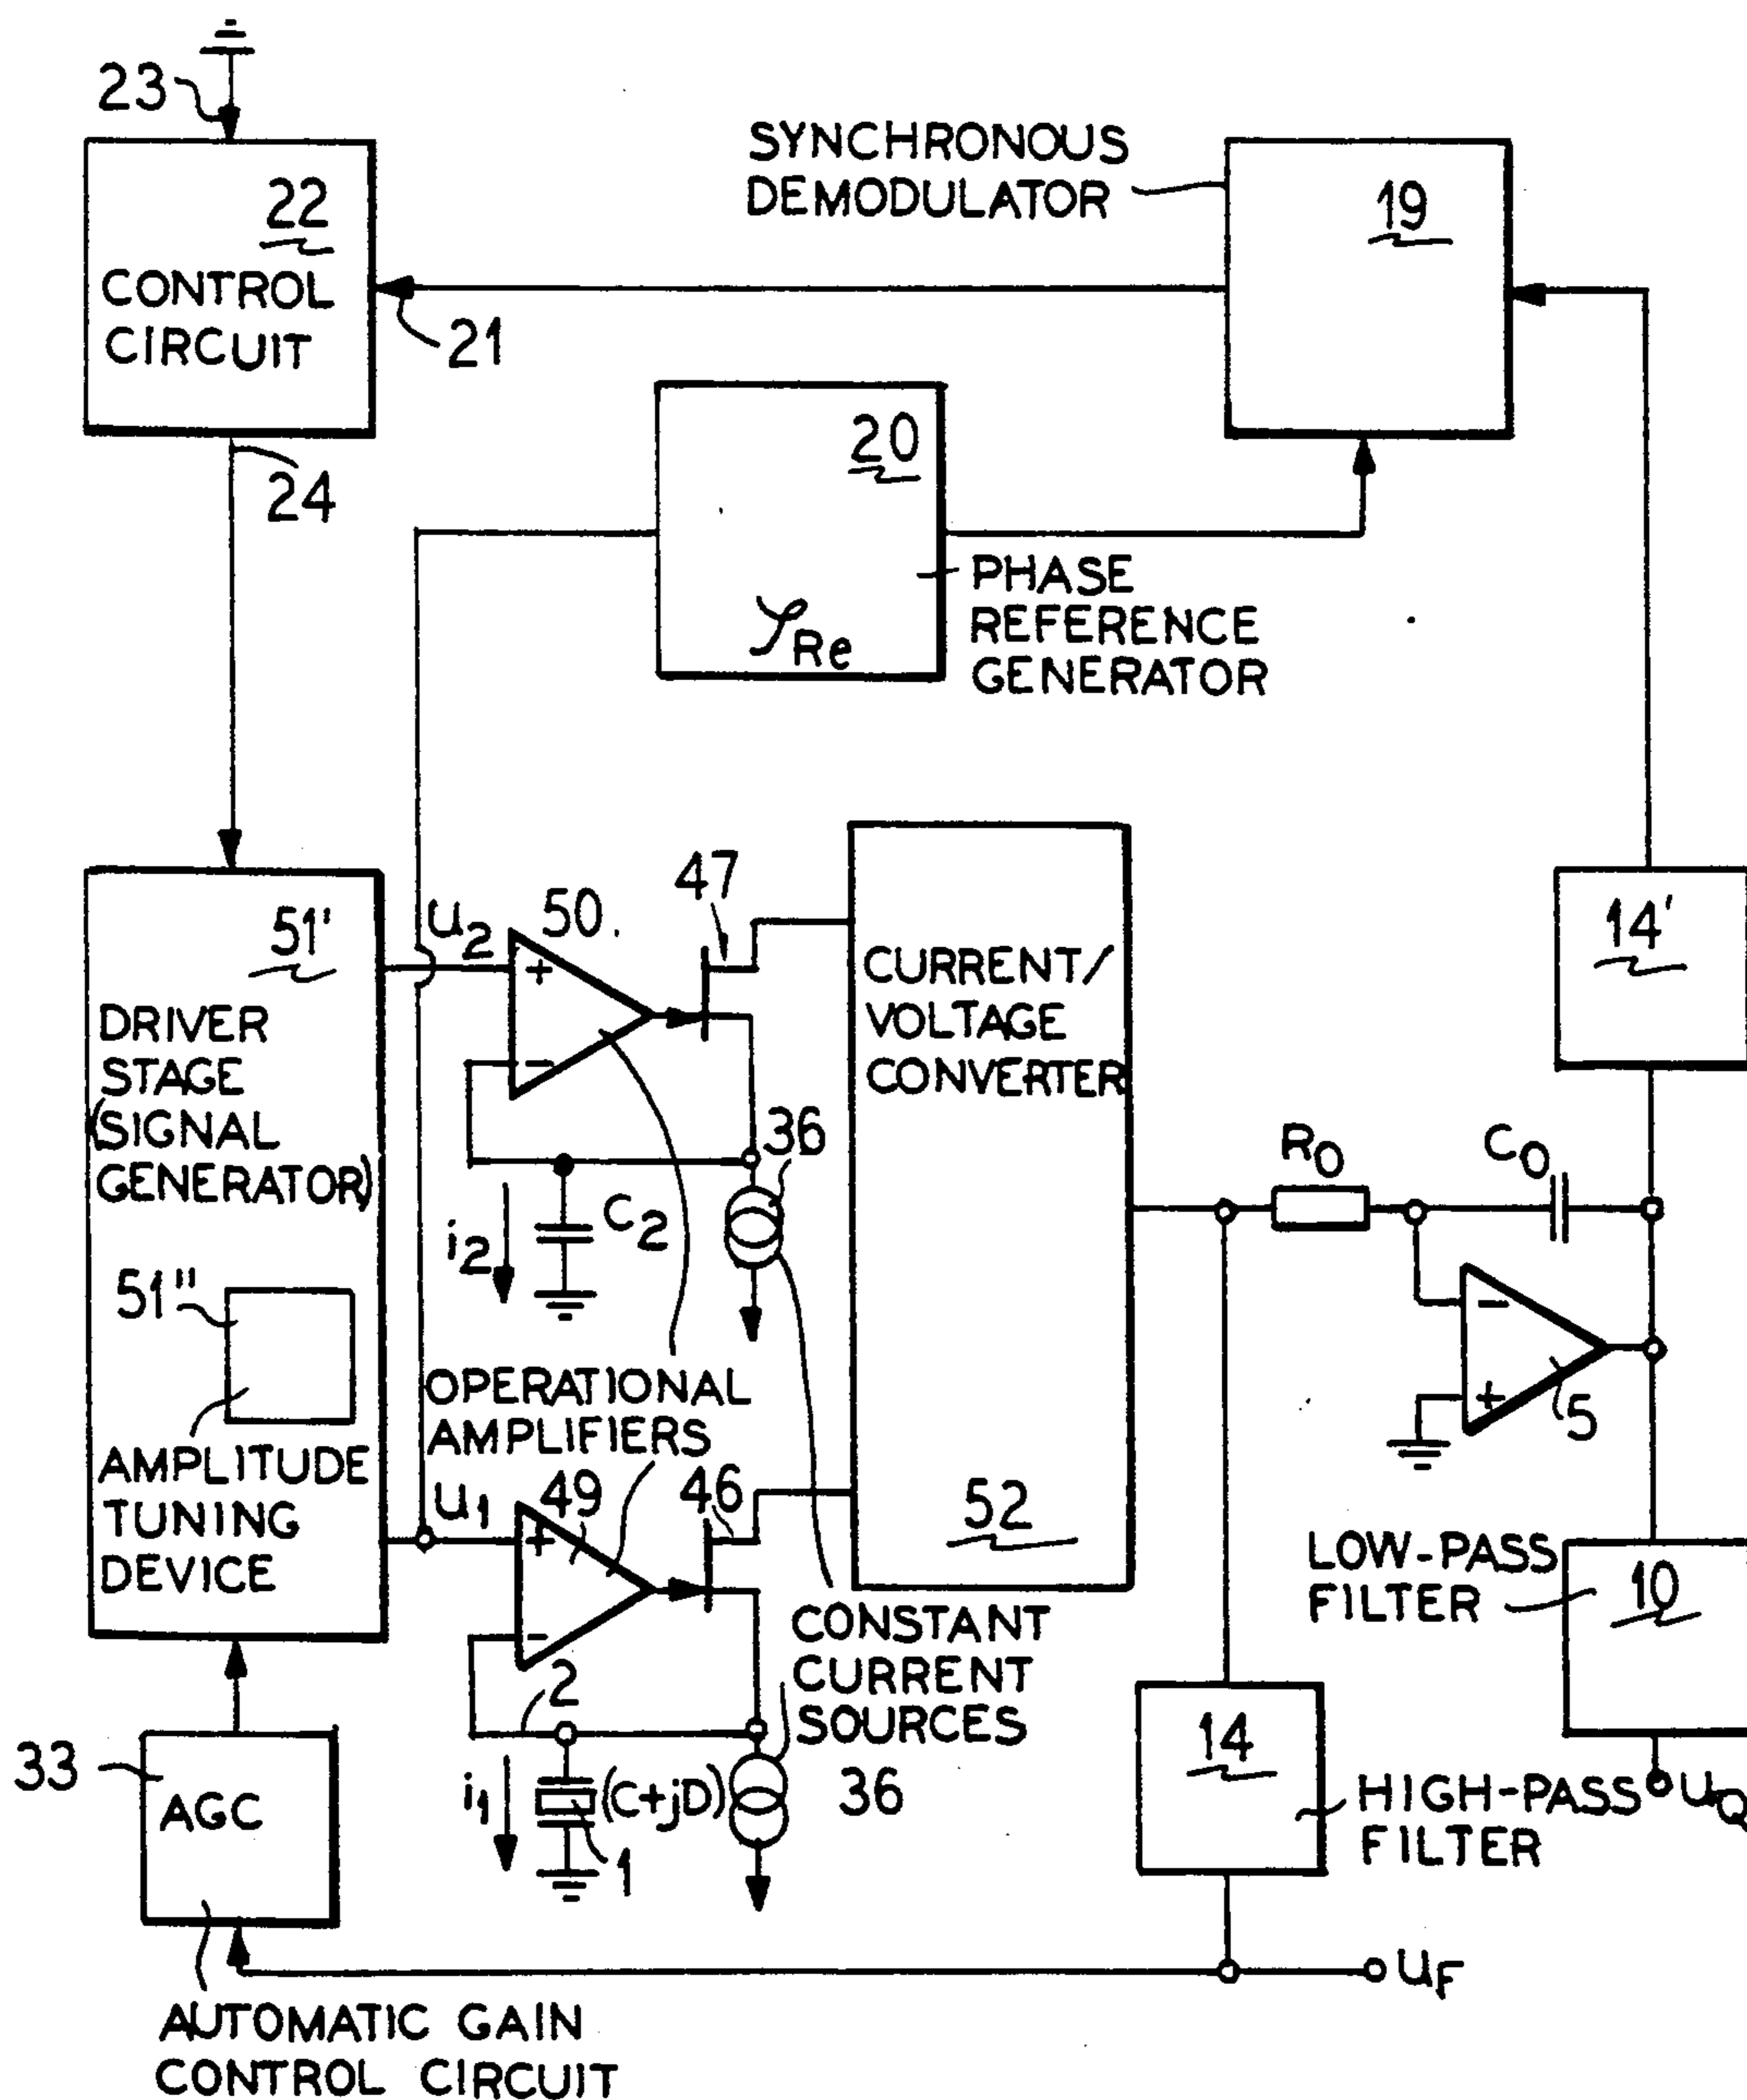 23
22
CONTROL
CIRCUIT
21
24
SYNCHRONOUS
DEMODULATOR
19
20
φRe
PHASE
REFERENCE
GENERATOR
14'
51'
DRIVER
STAGE
(SIGNAL
GENERATOR)
51"
AMPLITUDE
TUNING
DEVICE
u2
50
+
−
47
36
C2
i2
CURRENT/
VOLTAGE
CONVERTER
52
R0
C0
−
+
5
OPERATIONAL
AMPLIFIERS
u1
49
+
−
46
2
i1
(C+jD)
1
36
CONSTANT
CURRENT
SOURCES
LOW-PASS
FILTER
10
uQ
14
HIGH-PASS
FILTER
33
AGC
uF
AUTOMATIC GAIN
CONTROL CIRCUIT